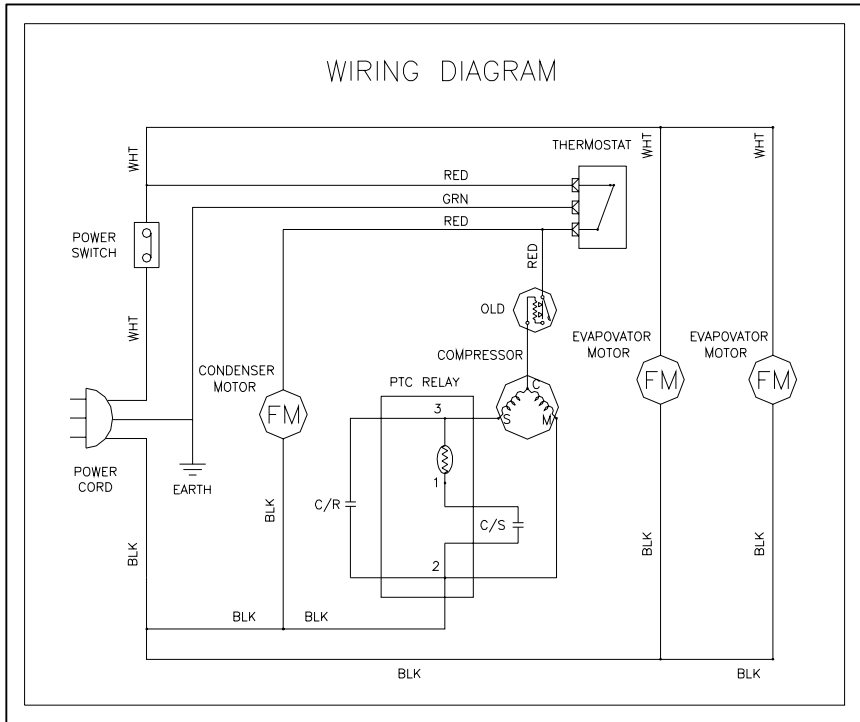 WIRING DIAGRAM
THERMOSTAT
WHT
WHT
WHT
RED
GRN
RED
POWER
SWITCH
RED
OLD
WHT
COMPRESSOR
EVAPOVATOR
MOTOR
EVAPOVATOR
MOTOR
CONDENSER
MOTOR
PTC RELAY
C
FM
FM
FM
S
M
3
POWER
CORD
EARTH
1
C/R
C/S
BLK
BLK
BLK
BLK
2
BLK
BLK
BLK
BLK